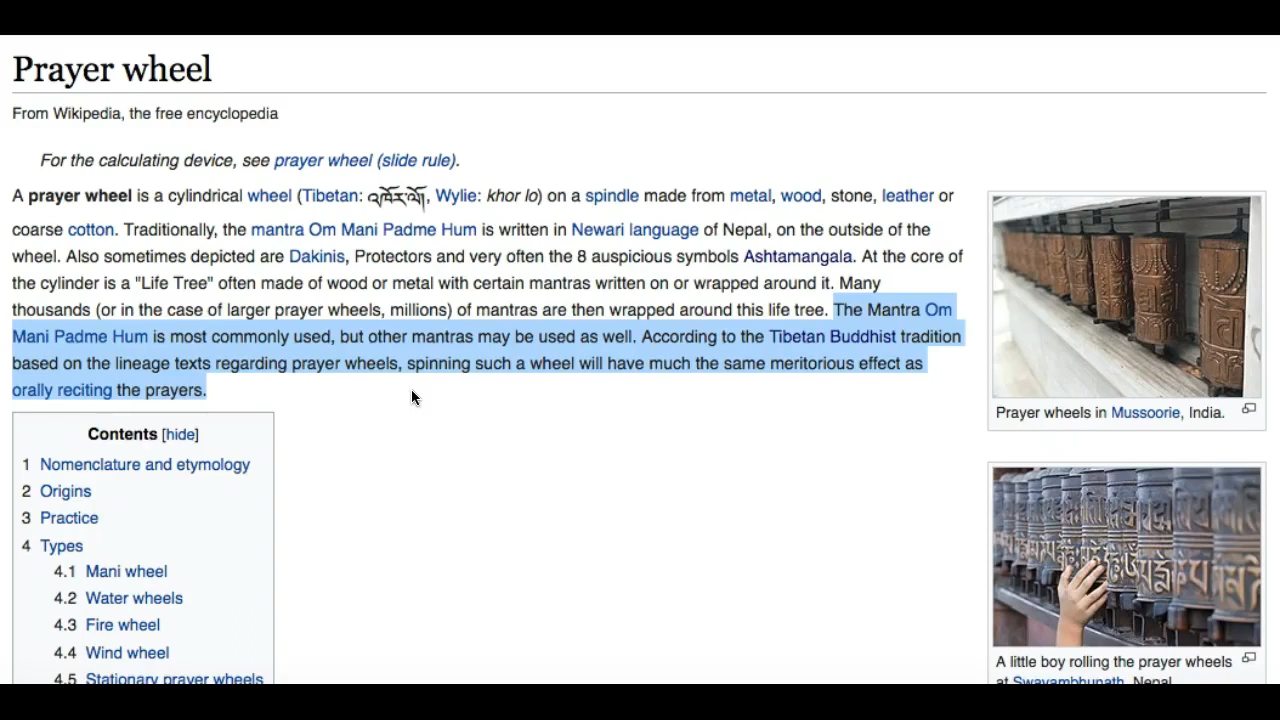 Prayer wheel
From Wikipedia, the free encyclopedia
For the calculating device, see prayer wheel (slide rule).
A prayer wheel is a cylindrical wheel (Tibetan: འཁོར་ལོ།, Wylie: khor lo) on a spindle made from metal, wood, stone, leather or
coarse cotton. Traditionally, the mantra Om Mani Padme Hum is written in Newari language of Nepal, on the outside of the
wheel. Also sometimes depicted are Dakinis, Protectors and very often the 8 auspicious symbols Ashtamangala. At the core of
the cylinder is a "Life Tree" often made of wood or metal with certain mantras written on or wrapped around it. Many
thousands (or in the case of larger prayer wheels, millions) of mantras are then wrapped around this life tree. The Mantra Om
Mani Padme Hum is most commonly used, but other mantras may be used as well. According to the Tibetan Buddhist tradition
based on the lineage texts regarding prayer wheels, spinning such a wheel will have much the same meritorious effect as
orally reciting the prayers.
Contents [hide]
1 Nomenclature and etymology
2 Origins
3 Practice
4 Types
4.1 Mani wheel
4.2 Water wheels
4.3 Fire wheel
4.4 Wind wheel
4.5 Stationary prayer wheels
Prayer wheels in Mussoorie, India.
A little boy rolling the prayer wheels
at Swayambhunath, Nepal